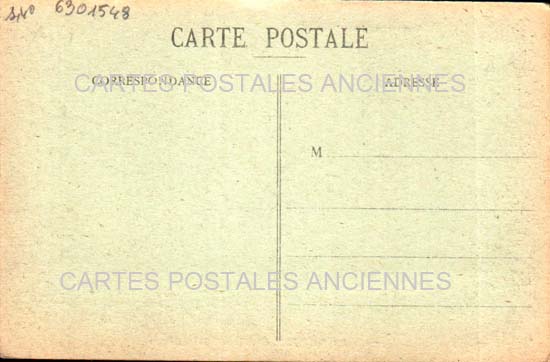 6301548
CARTE POSTALE
CORRESPONDANCE
ADRESSE
CARTES POSTALES ANCIENNES
M
CARTES POSTALES ANCIENNES